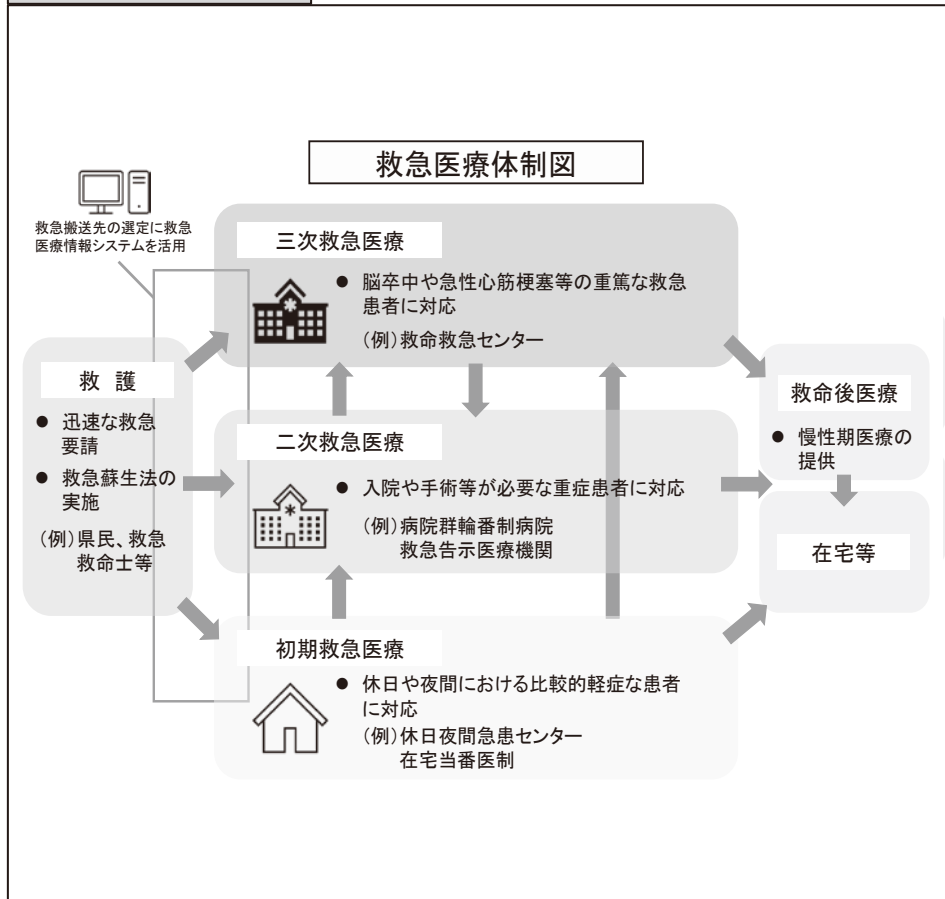 救急医療体制図
救急搬送先の選定に救急
医療情報システムを活用
救 護
● 迅速な救急
要請
● 救急蘇生法の
実施
(例)県民、救急
救命士等
三次救急医療
● 脳卒中や急性心筋梗塞等の重篤な救急
患者に対応
(例)救命救急センター
二次救急医療
● 入院や手術等が必要な重症患者に対応
(例)病院群輪番制病院
救急告示医療機関
初期救急医療
● 休日や夜間における比較的軽症な患者
に対応
(例)休日夜間急患センター
在宅当番医制
救命後医療
● 慢性期医療の
提供
在宅等